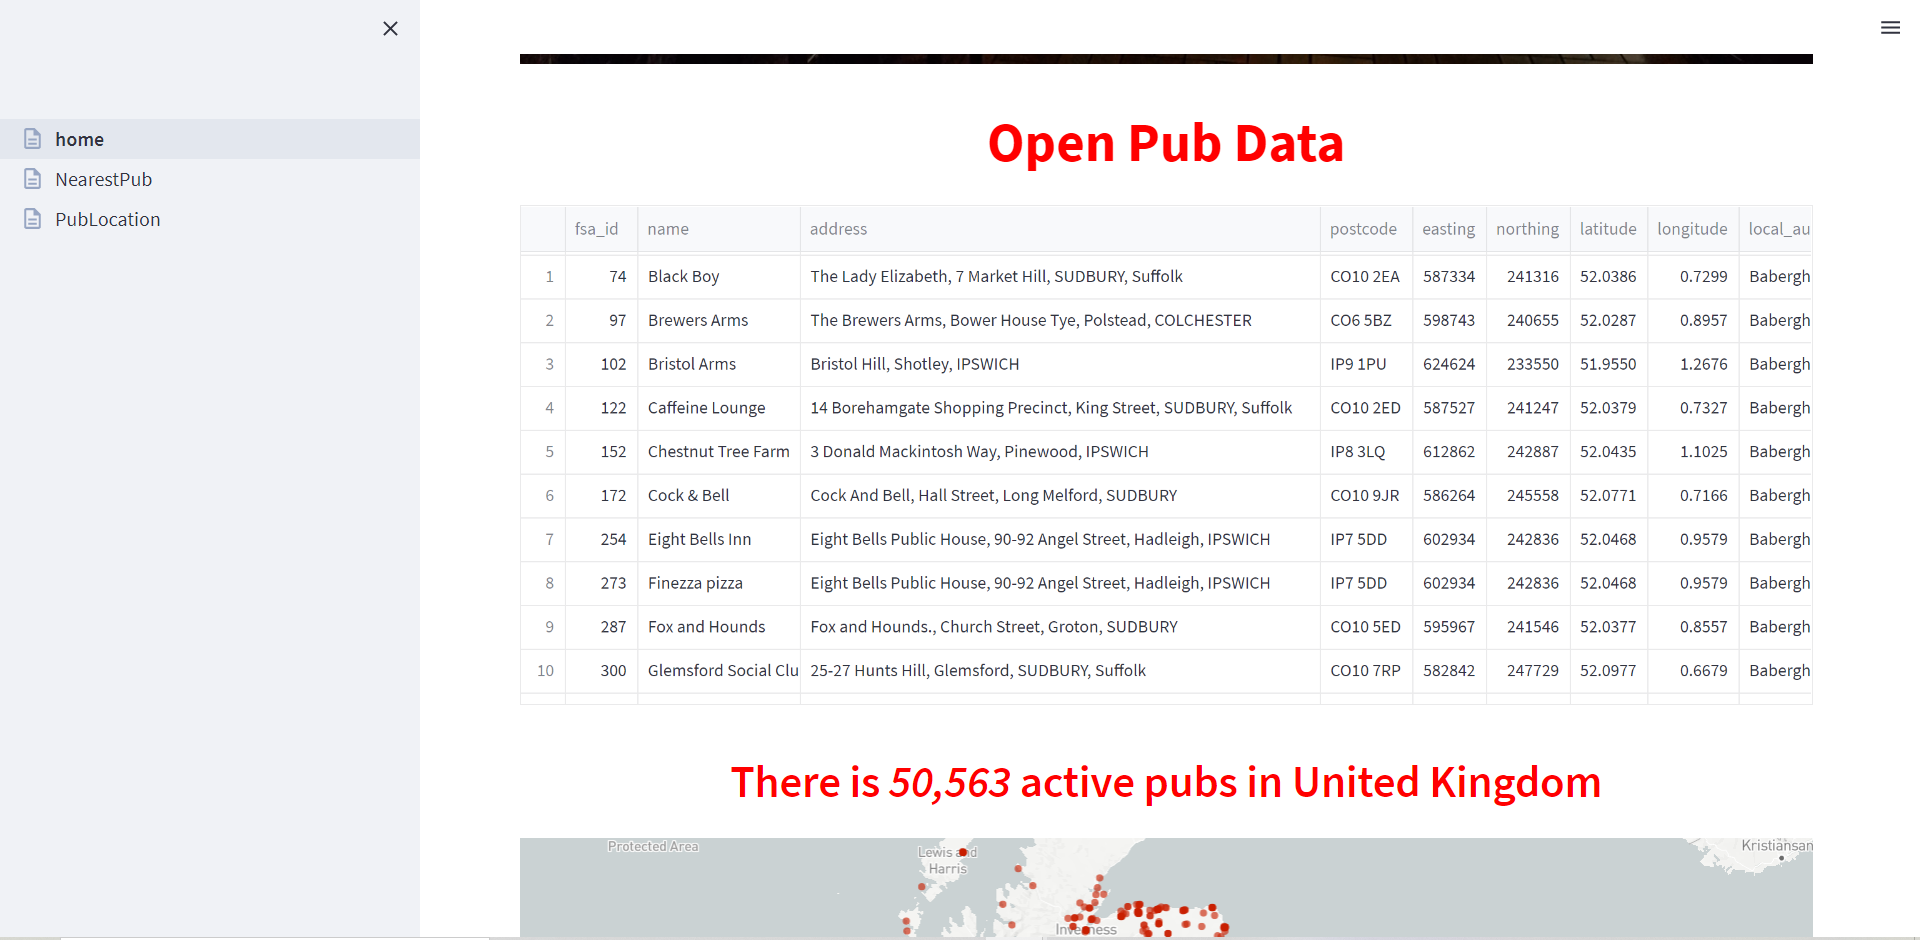 home
NearestPub
PubLocation
Open Pub Data
fsa_id name address postcode easting northing latitude longitude local_au
1 74 Black Boy The Lady Elizabeth, 7 Market Hill, SUDBURY, Suffolk CO10 2EA 587334 241316 52.0386 0.7299 Babergh
2 97 Brewers Arms The Brewers Arms, Bower House Tye, Polstead, COLCHESTER CO6 5BZ 598743 240655 52.0287 0.8957 Babergh
3 102 Bristol Arms Bristol Hill, Shotley, IPSWICH IP9 1PU 624624 233550 51.9550 1.2676 Babergh
4 122 Caffeine Lounge 14 Borehamgate Shopping Precinct, King Street, SUDBURY, Suffolk CO10 2ED 587527 241247 52.0379 0.7327 Babergh
5 152 Chestnut Tree Farm 3 Donald Mackintosh Way, Pinewood, IPSWICH IP8 3LQ 612862 242887 52.0435 1.1025 Babergh
6 172 Cock & Bell Cock And Bell, Hall Street, Long Melford, SUDBURY CO10 9JR 586264 245558 52.0771 0.7166 Babergh
7 254 Eight Bells Inn Eight Bells Public House, 90-92 Angel Street, Hadleigh, IPSWICH IP7 5DD 602934 242836 52.0468 0.9579 Babergh
8 273 Finezza pizza Eight Bells Public House, 90-92 Angel Street, Hadleigh, IPSWICH IP7 5DD 602934 242836 52.0468 0.9579 Babergh
9 287 Fox and Hounds Fox and Hounds., Church Street, Groton, SUDBURY CO10 5ED 595967 241546 52.0377 0.8557 Babergh
10 300 Glemsford Social Clu 25-27 Hunts Hill, Glemsford, SUDBURY, Suffolk CO10 7RP 582842 247729 52.0977 0.6679 Babergh
There is 50,563 active pubs in United Kingdom
Protected Area
Lewis and
Harris
Kristiansan
Inverness